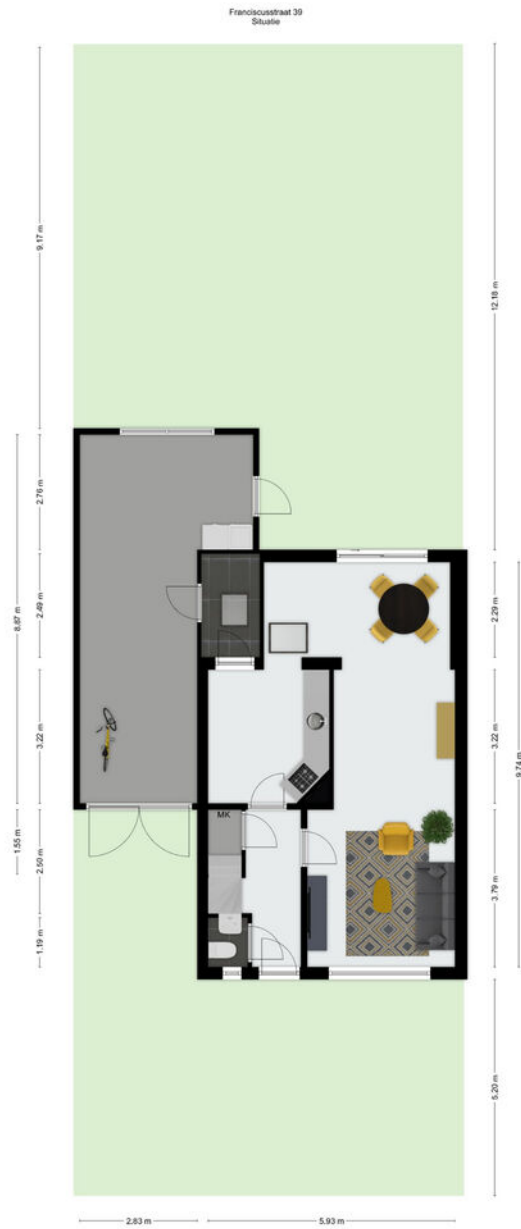 Franciscusstraat 39
Situatie
9.17 m
12.18 m
8.87 m
2.76 m
2.49 m
2.29 m
3.22 m
3.22 m
9.74 m
MK
1.55 m
2.50 m
3.79 m
1.19 m
5.20 m
2.83 m
5.93 m